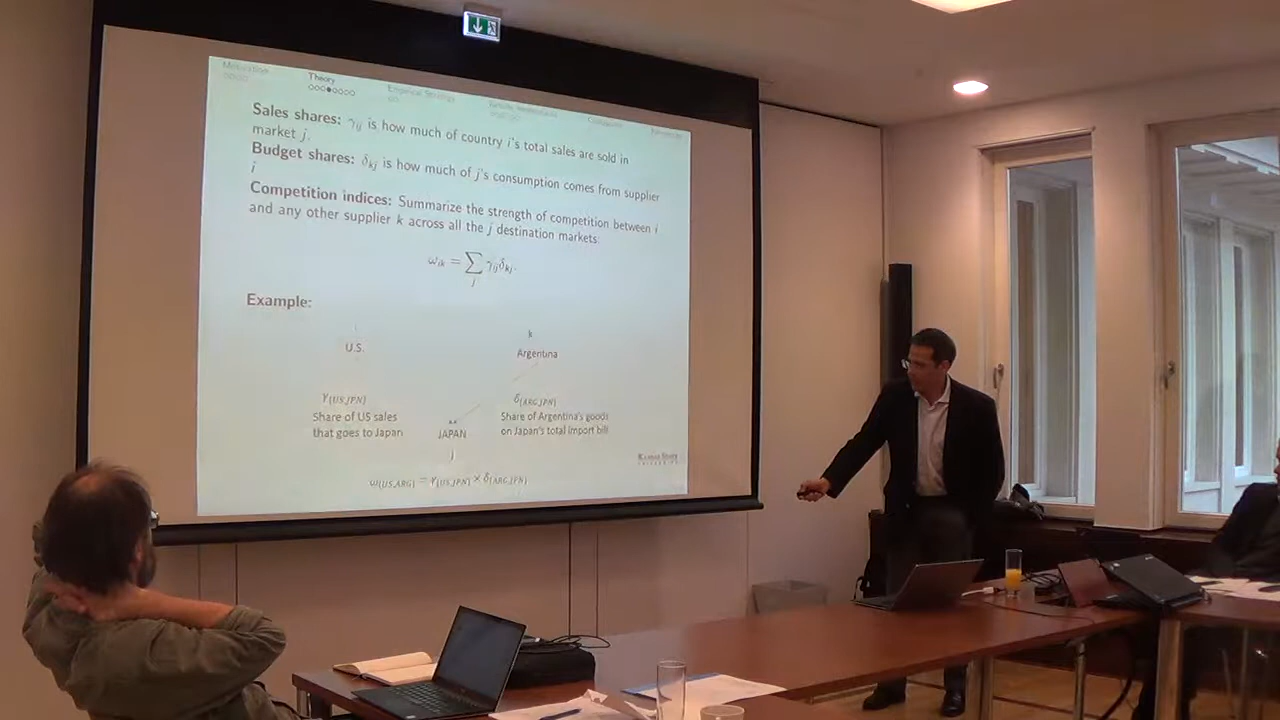 Motivation
Theory
Empirical Strategy
Sales shares: γij is how much of country i's total sales are sold in
market j.
Budget shares: δkj is how much of j's consumption comes from supplier
i
Competition indices: Summarize the strength of competition between i
and any other supplier k across all the j destination markets:
ωik = ∑j γijδkj.
Example:
i
k
U.S.
Argentina
γ(US,JPN)
δ(ARG,JPN)
Share of US sales
that goes to Japan
Share of Argentina's goods
on Japan's total import bill
JAPAN
j
ω(US,ARG) = γ(US,JPN) × δ(ARG,JPN)
Kansas State